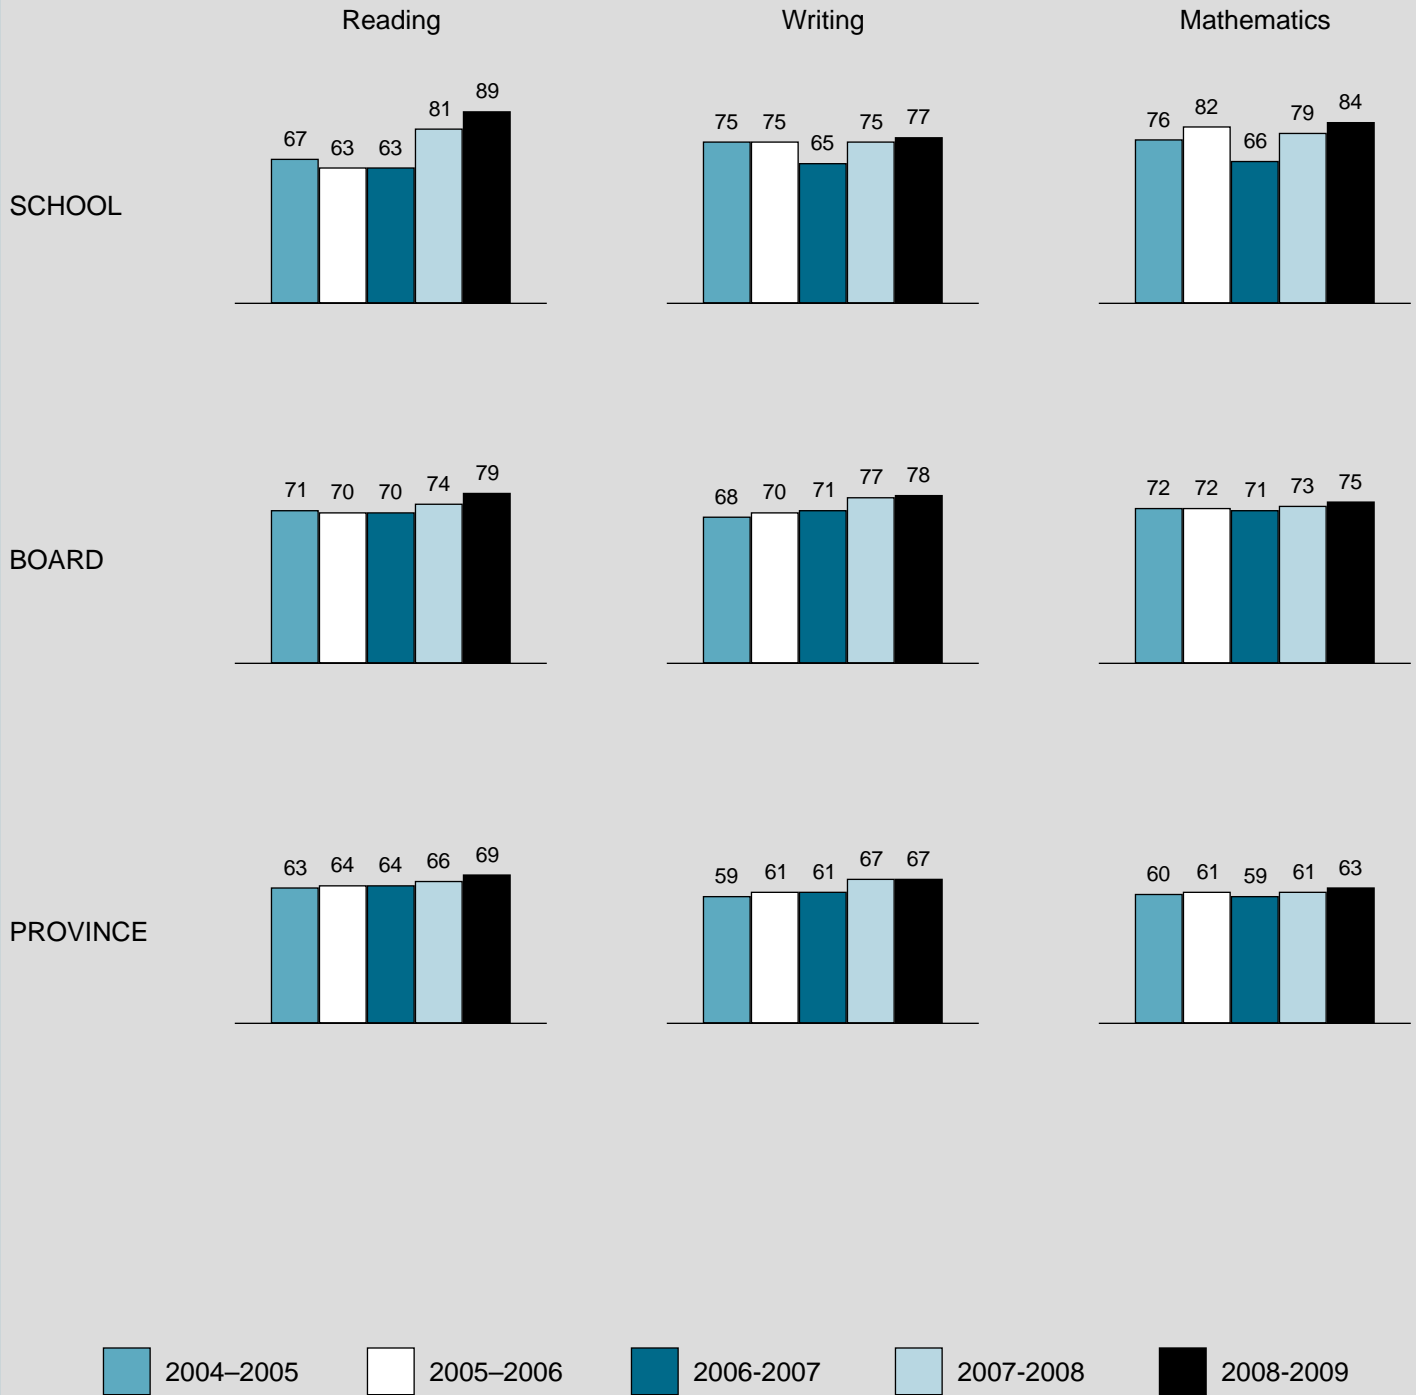 Reading Writing Mathematics
SCHOOL
67 63 63 81 89
75 75 65 75 77
76 82 66 79 84
BOARD
71 70 70 74 79
68 70 71 77 78
72 72 71 73 75
PROVINCE
63 64 64 66 69
59 61 61 67 67
60 61 59 61 63
2004–2005 2005–2006 2006-2007 2007-2008 2008-2009